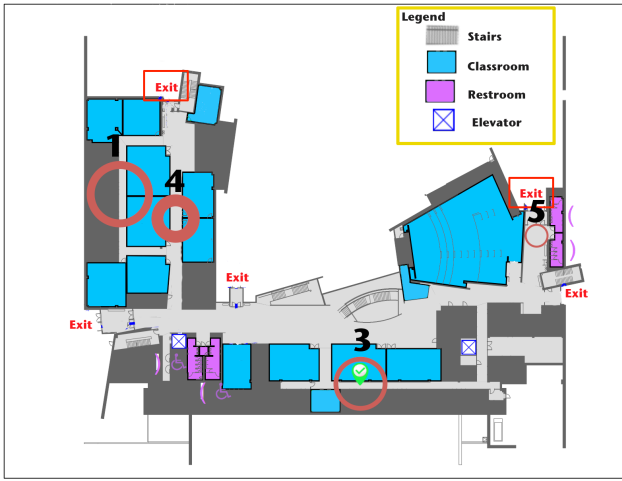 Legend
Stairs
Classroom
Restroom
Elevator
Exit
1
4
Exit
5
Exit
Exit
Exit
3